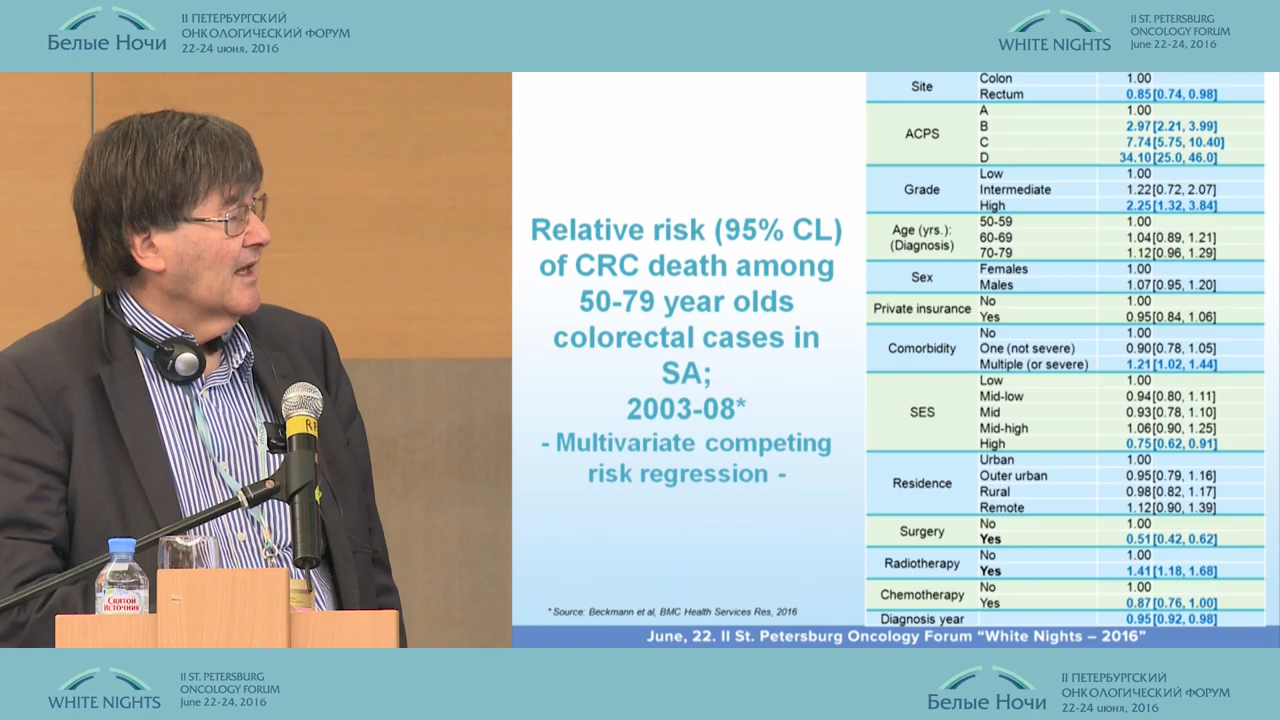 II ПЕТЕРБУРГСКИЙ
ОНКОЛОГИЧЕСКИЙ ФОРУМ
Белые Ночи
22-24 июня, 2016
II ST. PETERSBURG
ONCOLOGY FORUM
WHITE NIGHTS
June 22-24, 2016
Relative risk (95% CL)
of CRC death among
50-79 year olds
colorectal cases in
SA;
2003-08*
- Multivariate competing
risk regression -
* Source: Beckmann et al, BMC Health Services Res, 2016
Site Colon 1.00
Rectum 0.85 [0.74, 0.98]
ACPS A 1.00
B 2.97 [2.21, 3.99]
C 7.74 [5.75, 10.40]
D 34.10 [25.0, 46.0]
Grade Low 1.00
Intermediate 1.22 [0.72, 2.07]
High 2.25 [1.32, 3.84]
Age (yrs.): (Diagnosis) 50-59 1.00
60-69 1.04 [0.89, 1.21]
70-79 1.12 [0.96, 1.29]
Sex Females 1.00
Males 1.07 [0.95, 1.20]
Private insurance No 1.00
Yes 0.95 [0.84, 1.06]
Comorbidity No 1.00
One (not severe) 0.90 [0.78, 1.05]
Multiple (or severe) 1.21 [1.02, 1.44]
SES Low 1.00
Mid-low 0.94 [0.80, 1.11]
Mid 0.93 [0.78, 1.10]
Mid-high 1.06 [0.90, 1.25]
High 0.75 [0.62, 0.91]
Residence Urban 1.00
Outer urban 0.95 [0.79, 1.16]
Rural 0.98 [0.82, 1.17]
Remote 1.12 [0.90, 1.39]
Surgery No 1.00
Yes 0.51 [0.42, 0.62]
Radiotherapy No 1.00
Yes 1.41 [1.18, 1.68]
Chemotherapy No 1.00
Yes 0.87 [0.76, 1.00]
Diagnosis year 0.95 [0.92, 0.98]
СВЯТОЙ
ИСТОЧНИК
June, 22. II St. Petersburg Oncology Forum “White Nights – 2016”
II ST. PETERSBURG
ONCOLOGY FORUM
WHITE NIGHTS
June 22-24, 2016
II ПЕТЕРБУРГСКИЙ
ОНКОЛОГИЧЕСКИЙ ФОРУМ
Белые Ночи
22-24 июня, 2016